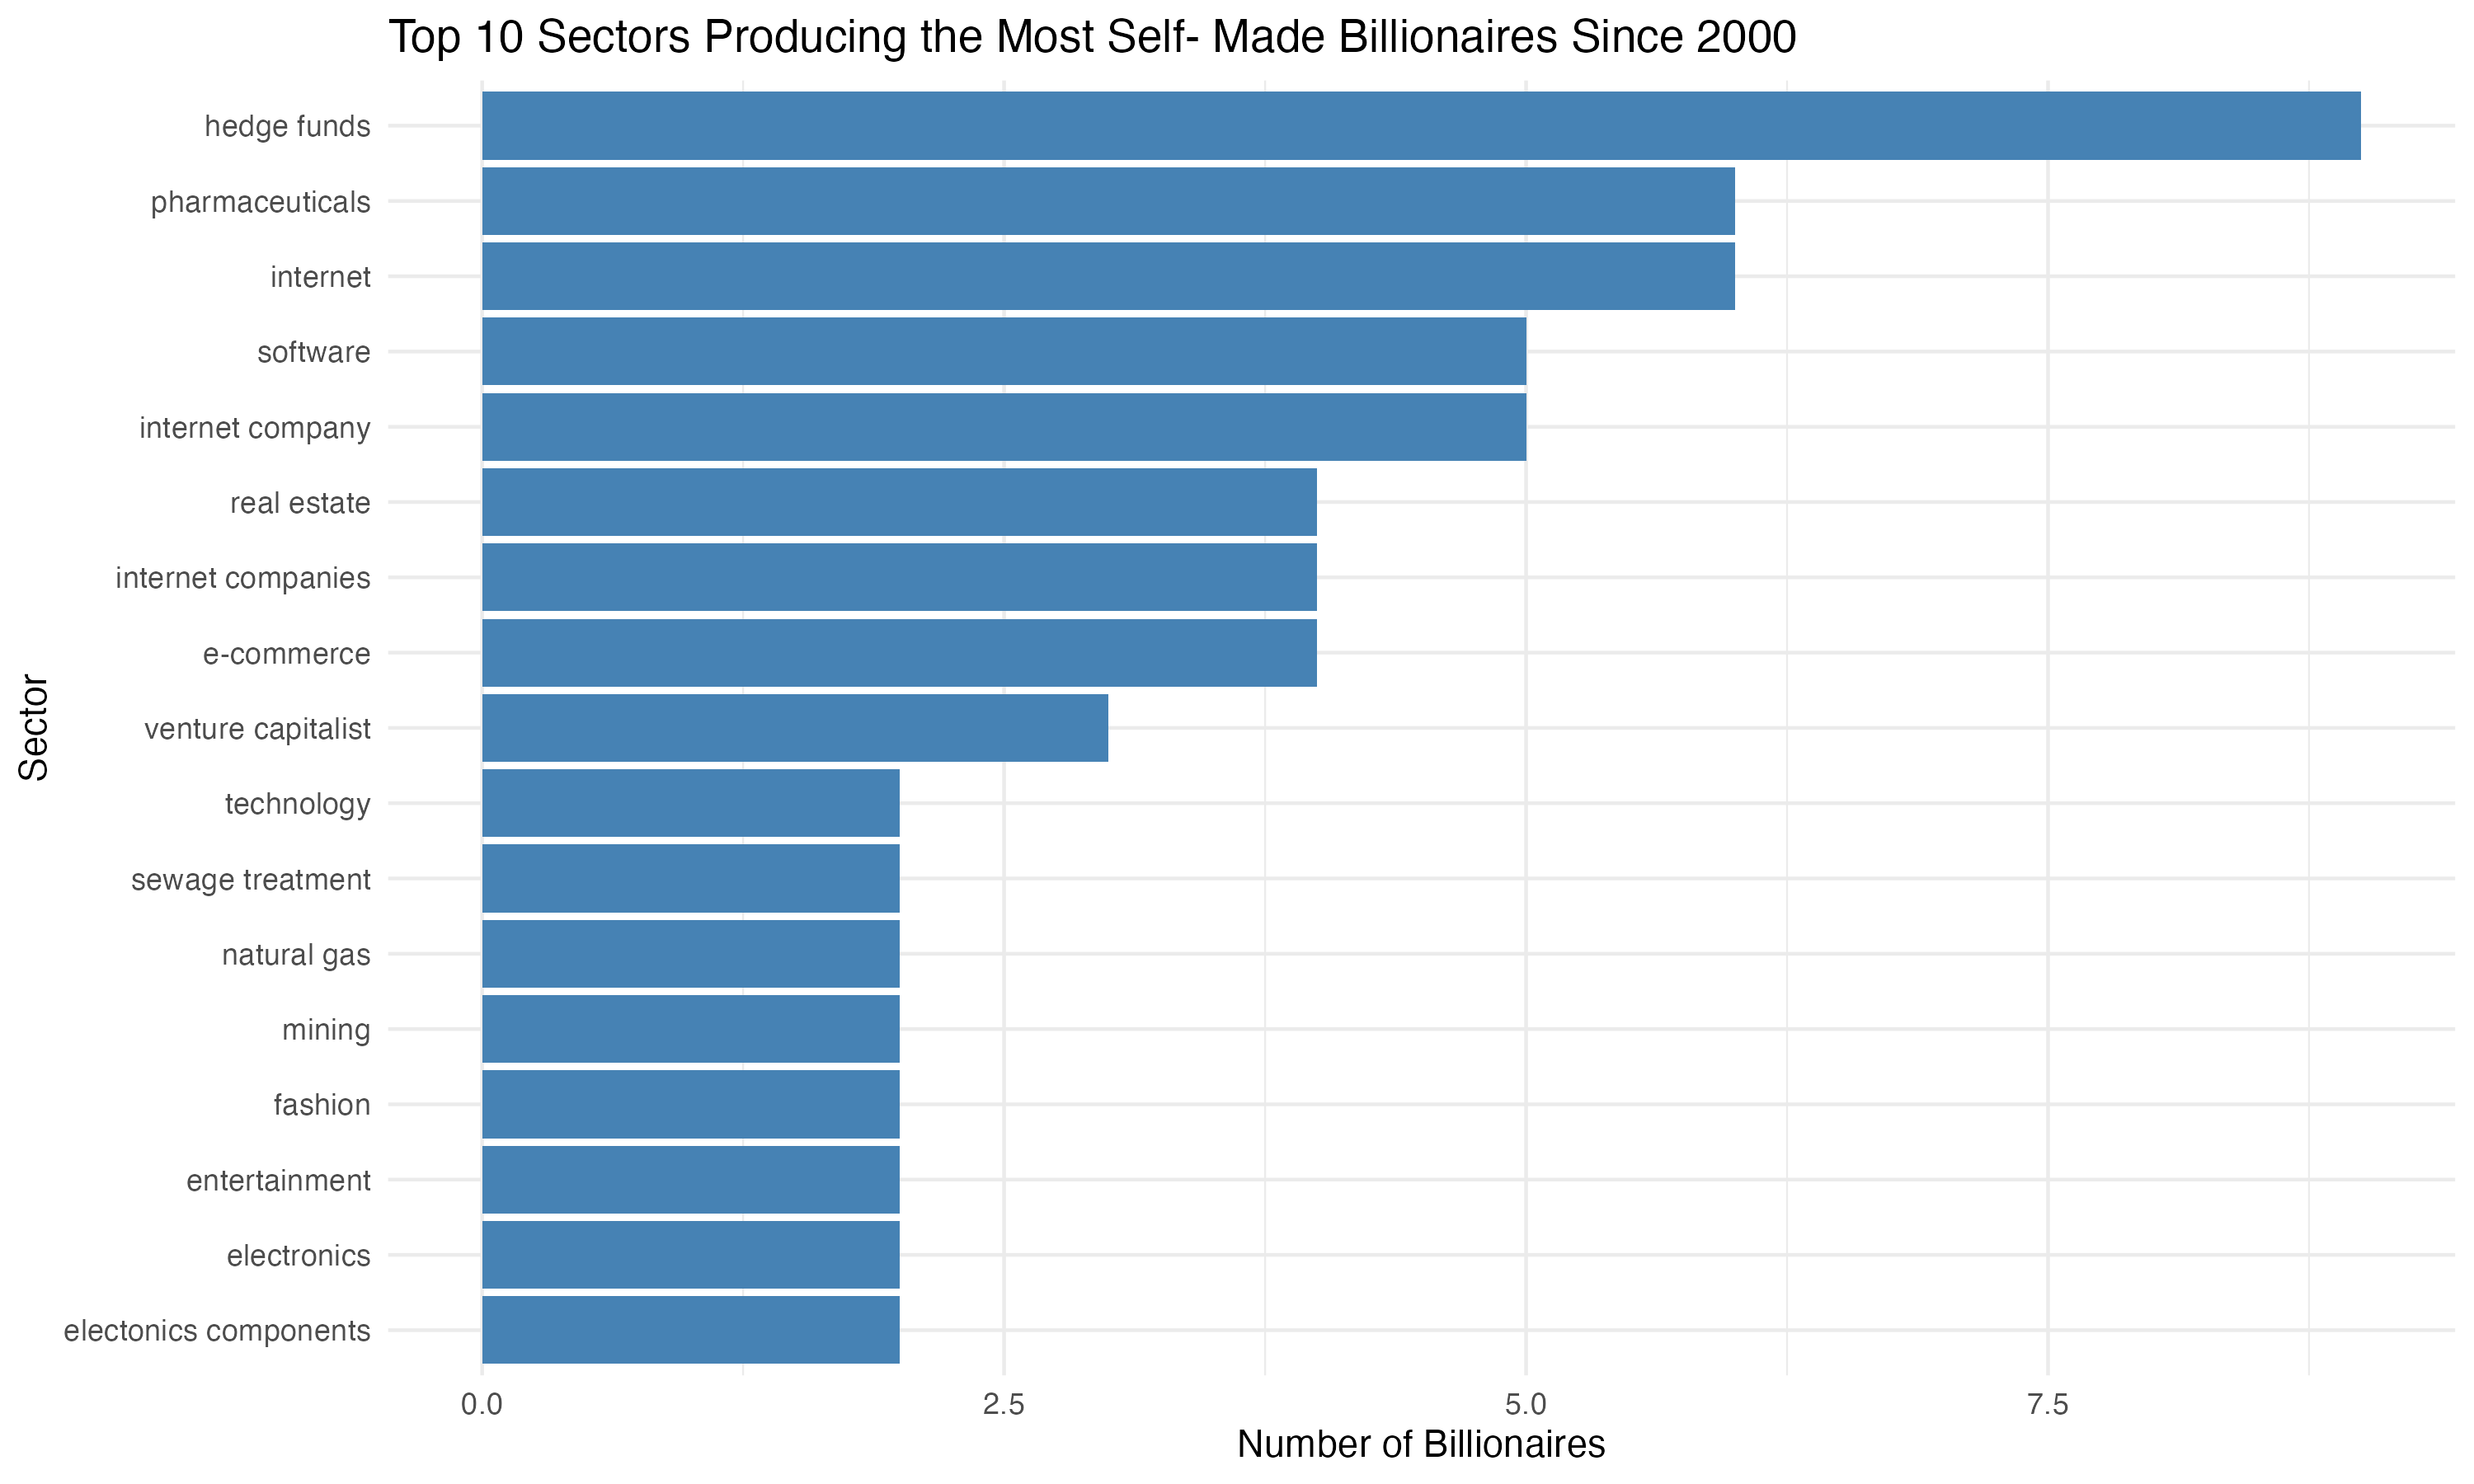 Top 10 Sectors Producing the Most Self- Made Billionaires Since 2000
hedge funds
pharmaceuticals
internet
software
internet company
real estate
internet companies
e-commerce
venture capitalist
technology
sewage treatment
natural gas
mining
fashion
entertainment
electronics
electonics components
Sector
0.0 2.5 5.0 7.5
Number of Billionaires